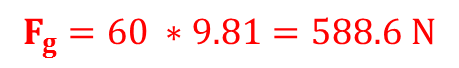 F_g = 60 * 9.81 = 588.6 N